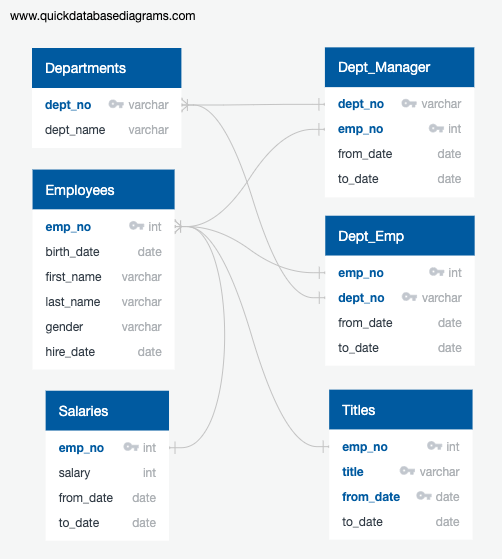 www.quickdatabasediagrams.com
Departments
dept_no varchar
dept_name varchar
Employees
emp_no int
birth_date date
first_name varchar
last_name varchar
gender varchar
hire_date date
Salaries
emp_no int
salary int
from_date date
to_date date
Dept_Manager
dept_no varchar
emp_no int
from_date date
to_date date
Dept_Emp
emp_no int
dept_no varchar
from_date date
to_date date
Titles
emp_no int
title varchar
from_date date
to_date date